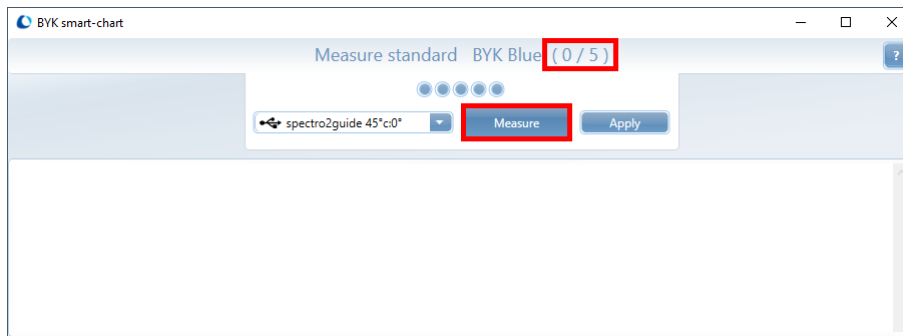 BYK smart-chart
Measure standard BYK Blue ( 0 / 5 )
?
spectro2guide 45°c:0° Measure Apply